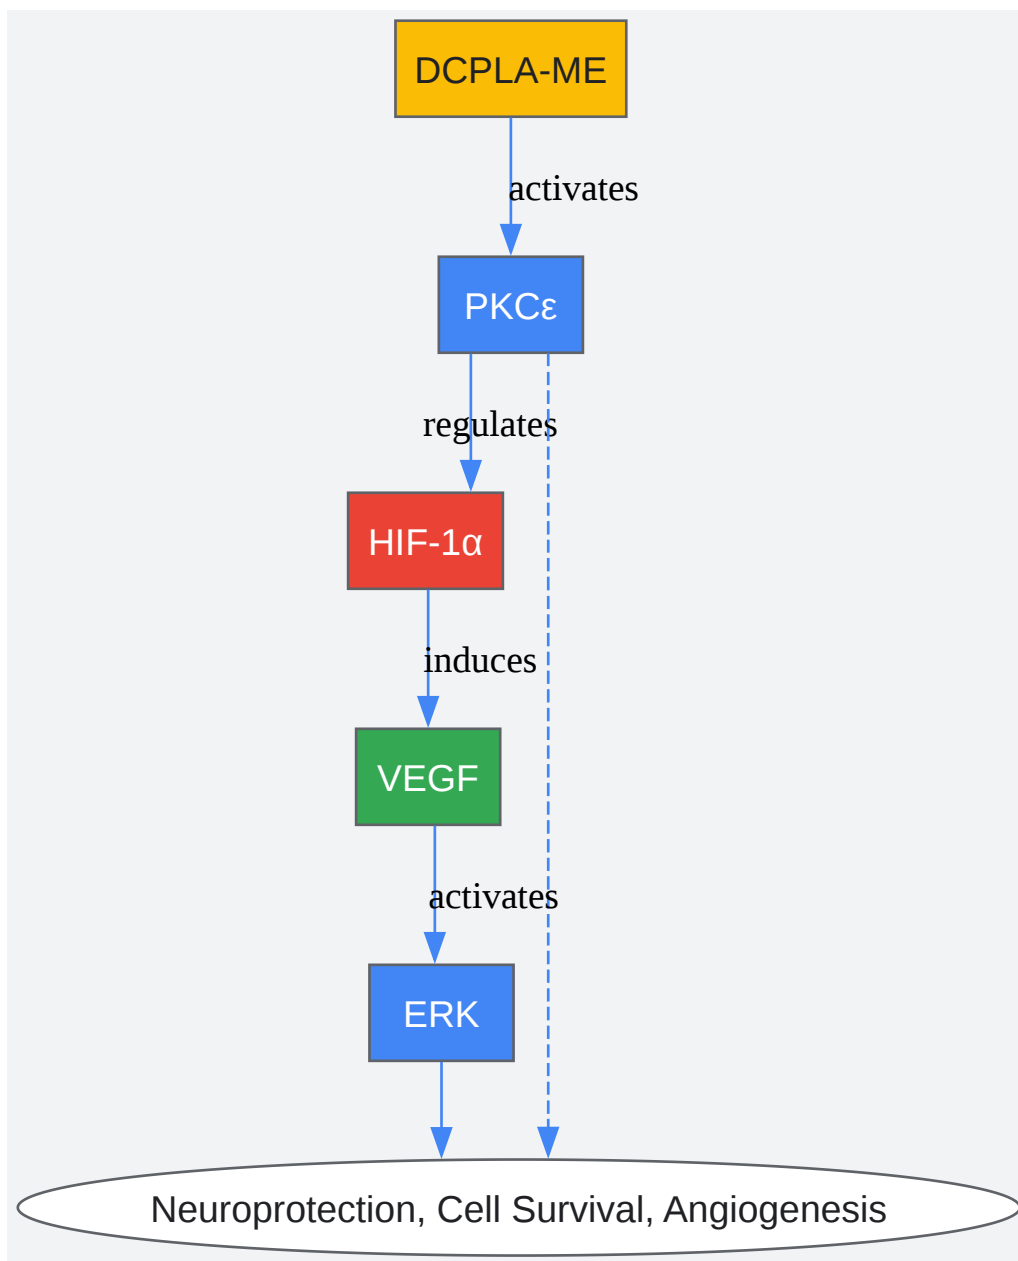 DCPLA-ME
activates
PKCε
regulates
HIF-1α
induces
VEGF
activates
ERK
Neuroprotection, Cell Survival, Angiogenesis